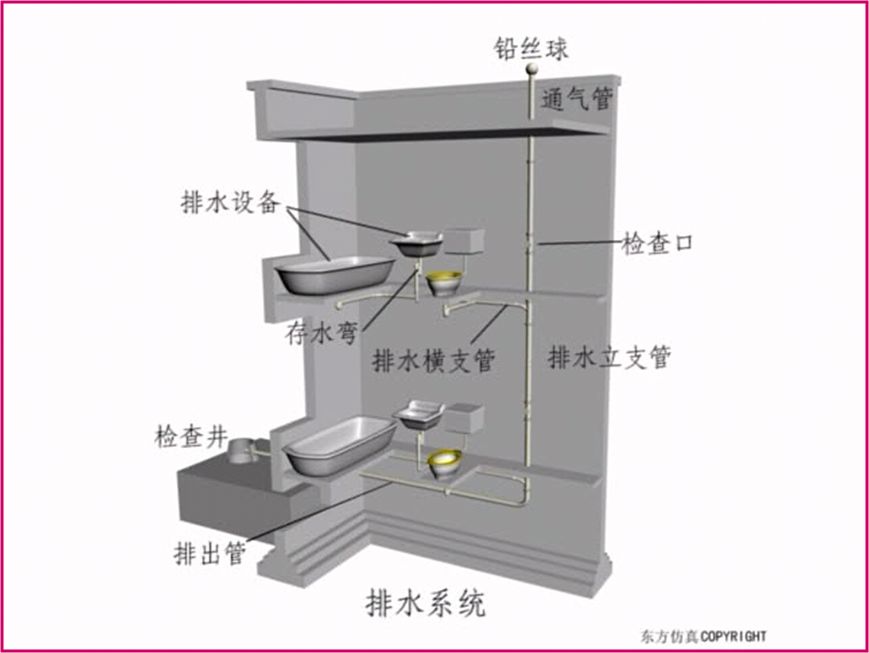 铅丝球
通气管
排水设备
检查口
存水弯
排水横支管
排水立支管
检查井
排出管
排水系统
东方仿真COPYRIGHT